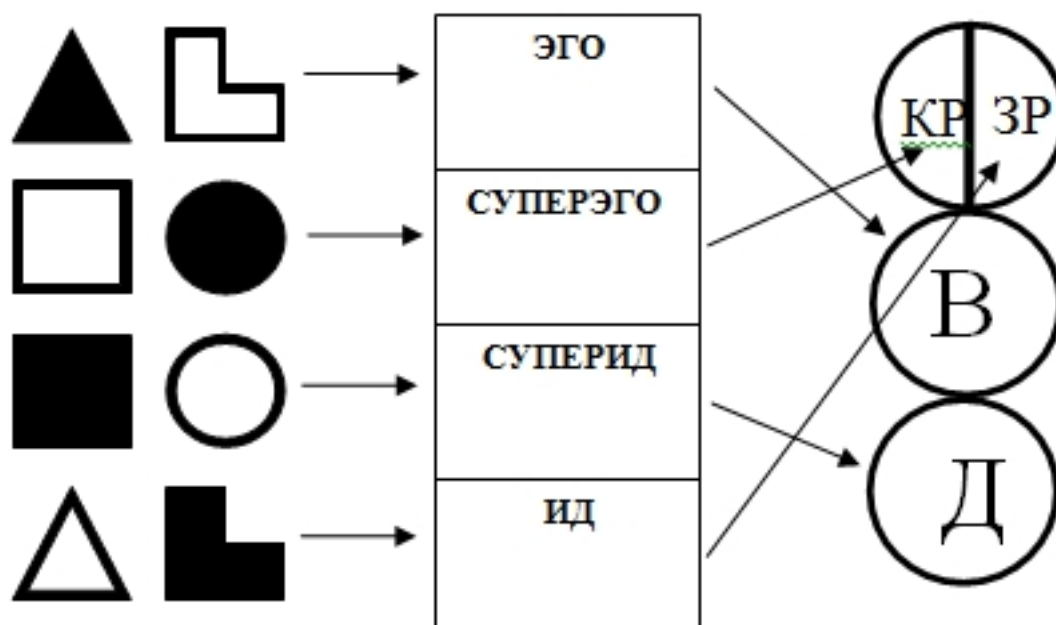 ЭГО
СУПЕРЭГО
СУПЕРИД
ИД
КР ЗР
В
Д